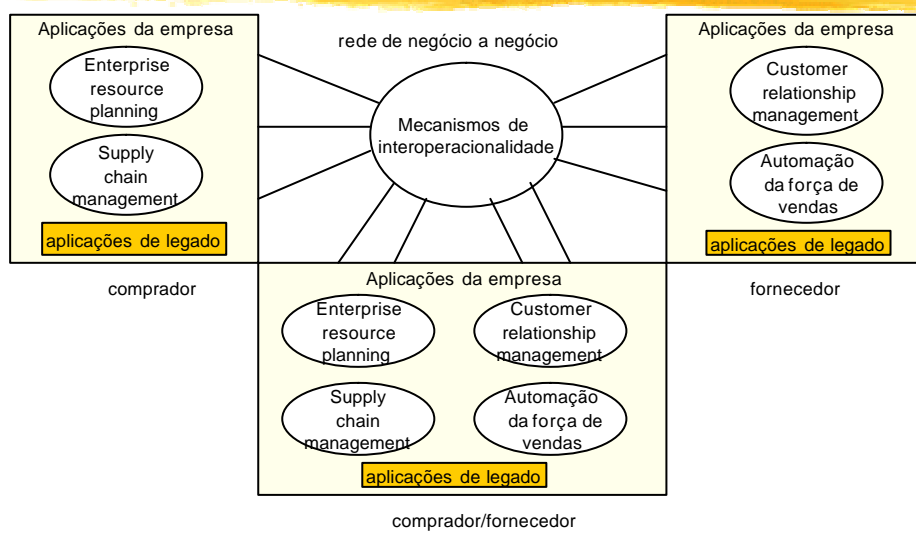 Aplicações da empresa
Enterprise
resource
planning
Supply
chain
management
aplicações de legado
comprador
rede de negócio a negócio
Mecanismos de
interoperacionalidade
Aplicações da empresa
Customer
relationship
management
Automação
da força de
vendas
aplicações de legado
fornecedor
Aplicações da empresa
Enterprise
resource
planning
Customer
relationship
management
Supply
chain
management
Automação
da força de
vendas
aplicações de legado
comprador/fornecedor